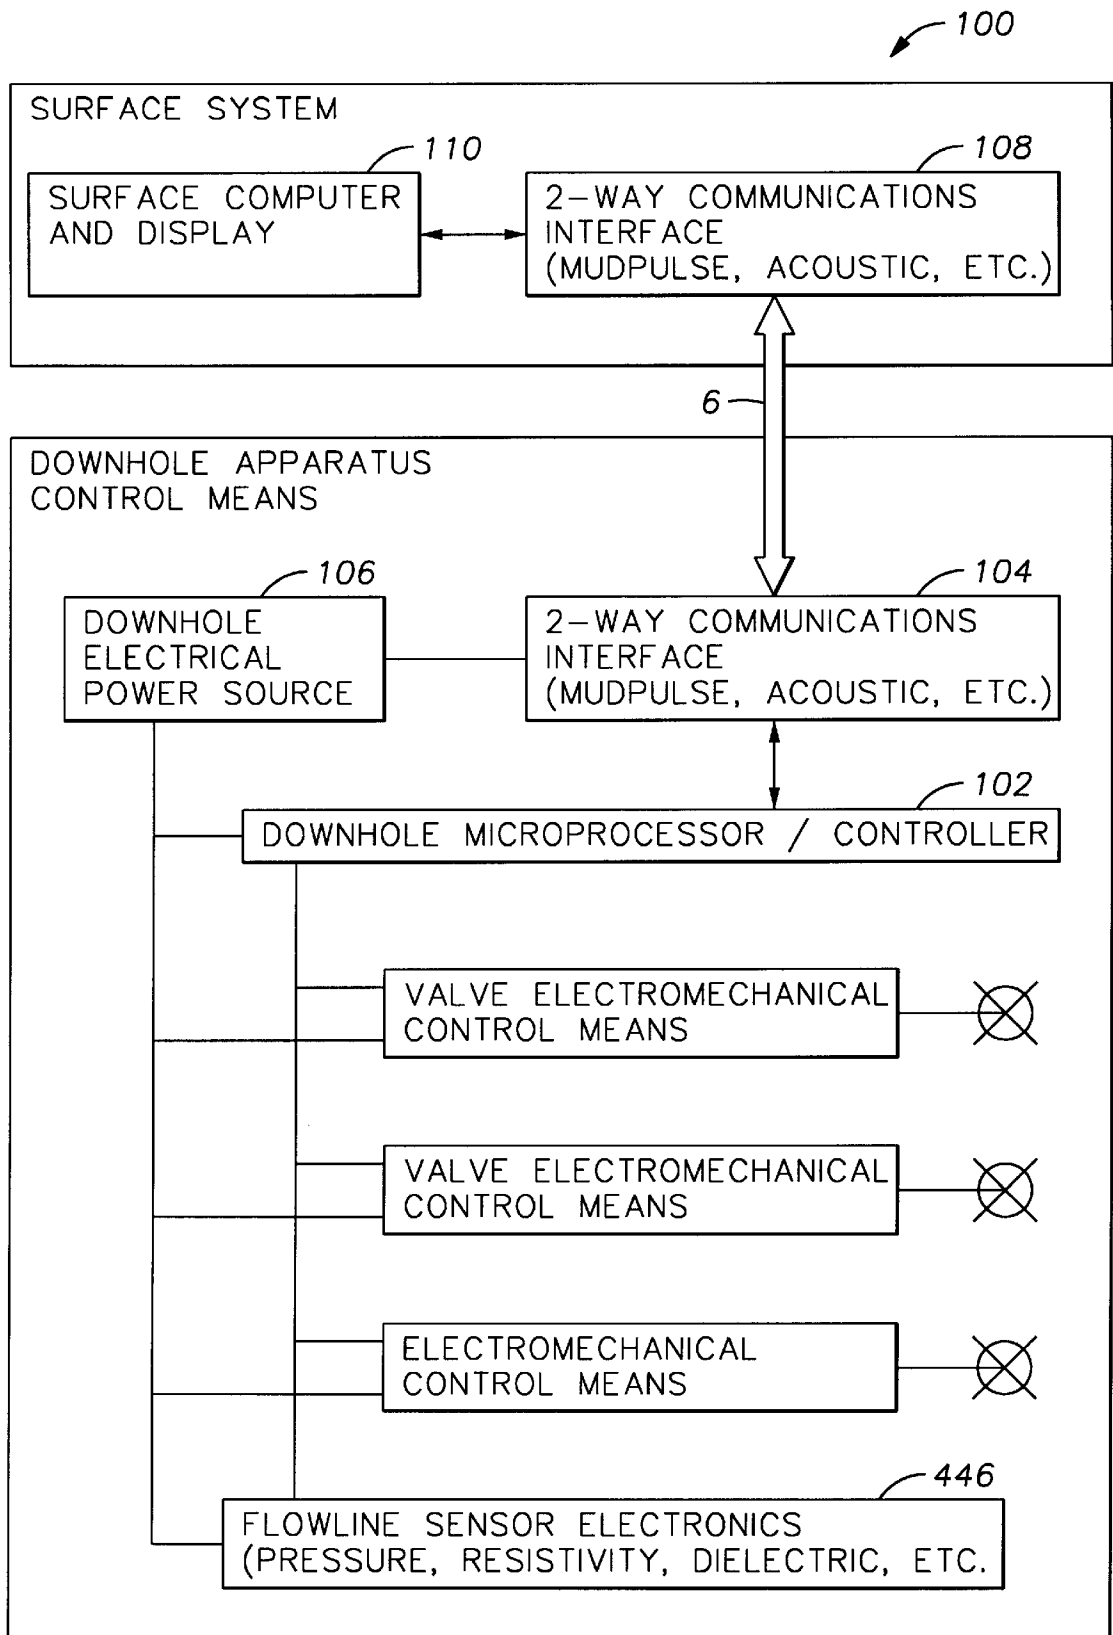 100
SURFACE SYSTEM
110
108
SURFACE COMPUTER
AND DISPLAY
2-WAY COMMUNICATIONS
INTERFACE
(MUDPULSE, ACOUSTIC, ETC.)
6
DOWNHOLE APPARATUS
CONTROL MEANS
106
104
DOWNHOLE
ELECTRICAL
POWER SOURCE
2-WAY COMMUNICATIONS
INTERFACE
(MUDPULSE, ACOUSTIC, ETC.)
102
DOWNHOLE MICROPROCESSOR / CONTROLLER
VALVE ELECTROMECHANICAL
CONTROL MEANS
VALVE ELECTROMECHANICAL
CONTROL MEANS
ELECTROMECHANICAL
CONTROL MEANS
446
FLOWLINE SENSOR ELECTRONICS
(PRESSURE, RESISTIVITY, DIELECTRIC, ETC.